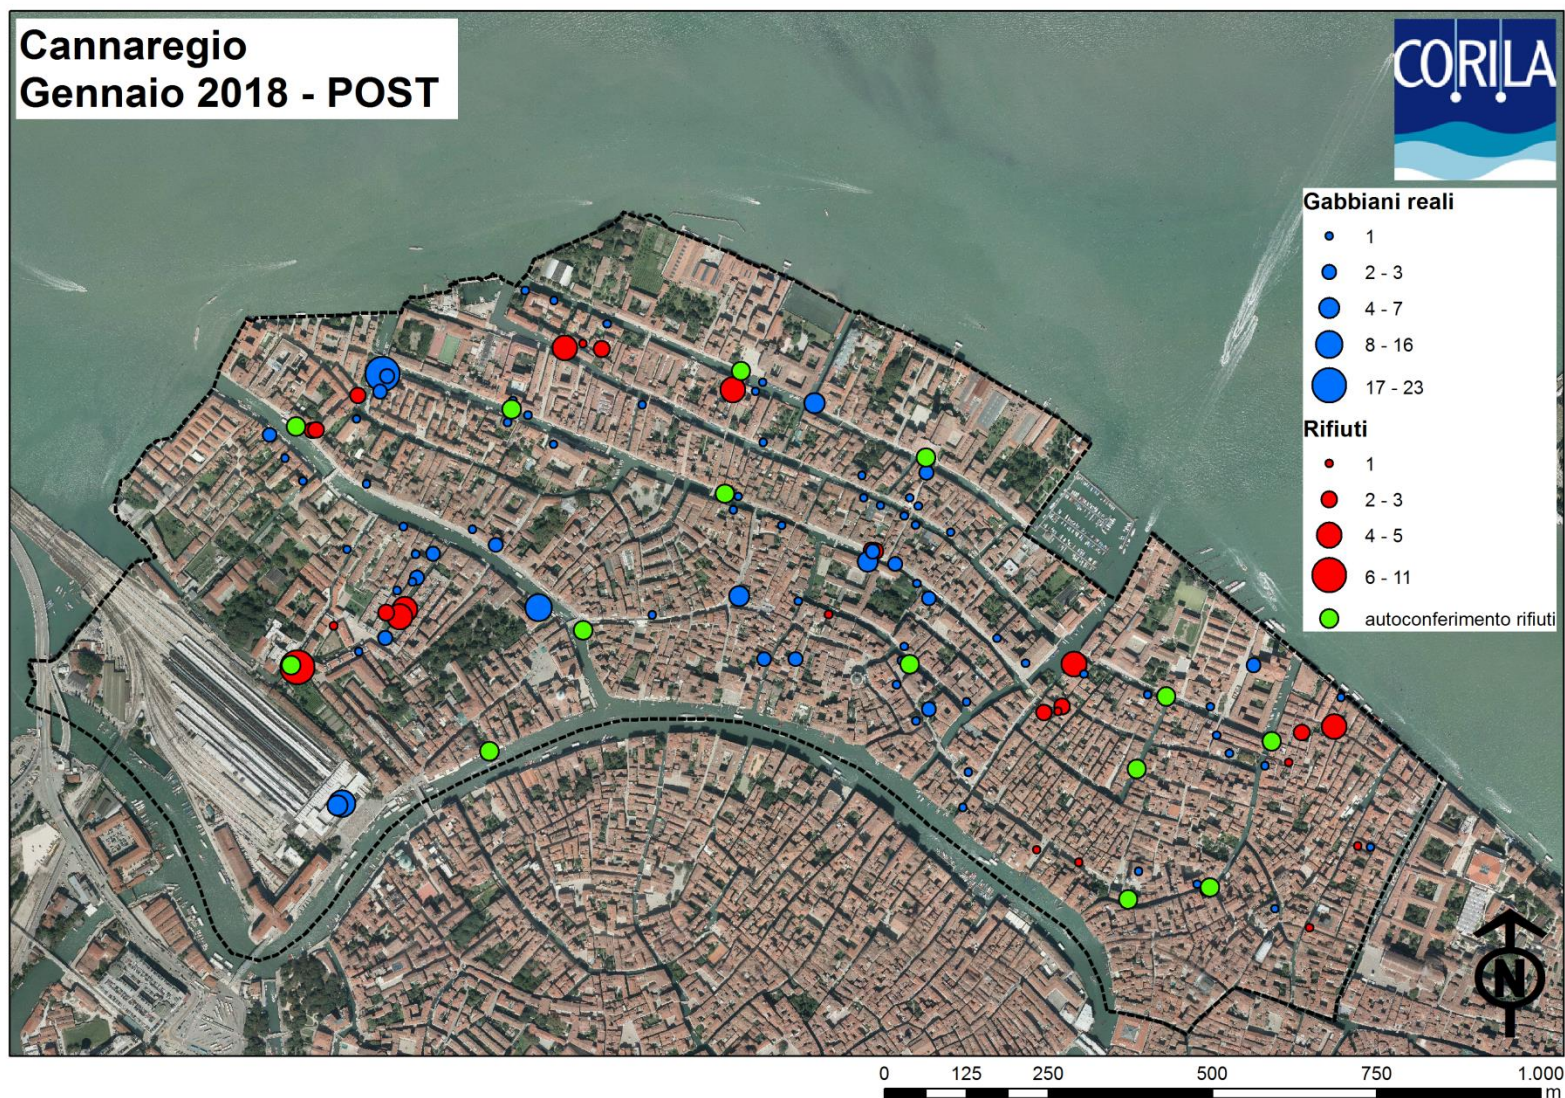 Cannaregio
Gennaio 2018 - POST
CORILA
Gabbiani reali
1
2 - 3
4 - 7
8 - 16
17 - 23
Rifiuti
1
2 - 3
4 - 5
6 - 11
autoconferimento rifiuti
N
0 125 250 500 750 1.000
m